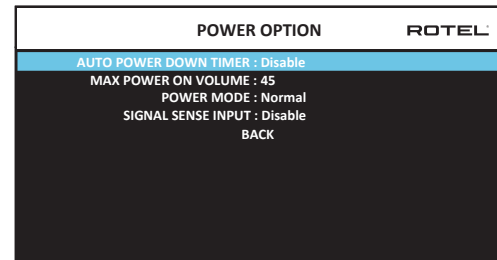 POWER OPTION ROTEL
AUTO POWER DOWN TIMER : Disable
MAX POWER ON VOLUME : 45
POWER MODE : Normal
SIGNAL SENSE INPUT : Disable
BACK